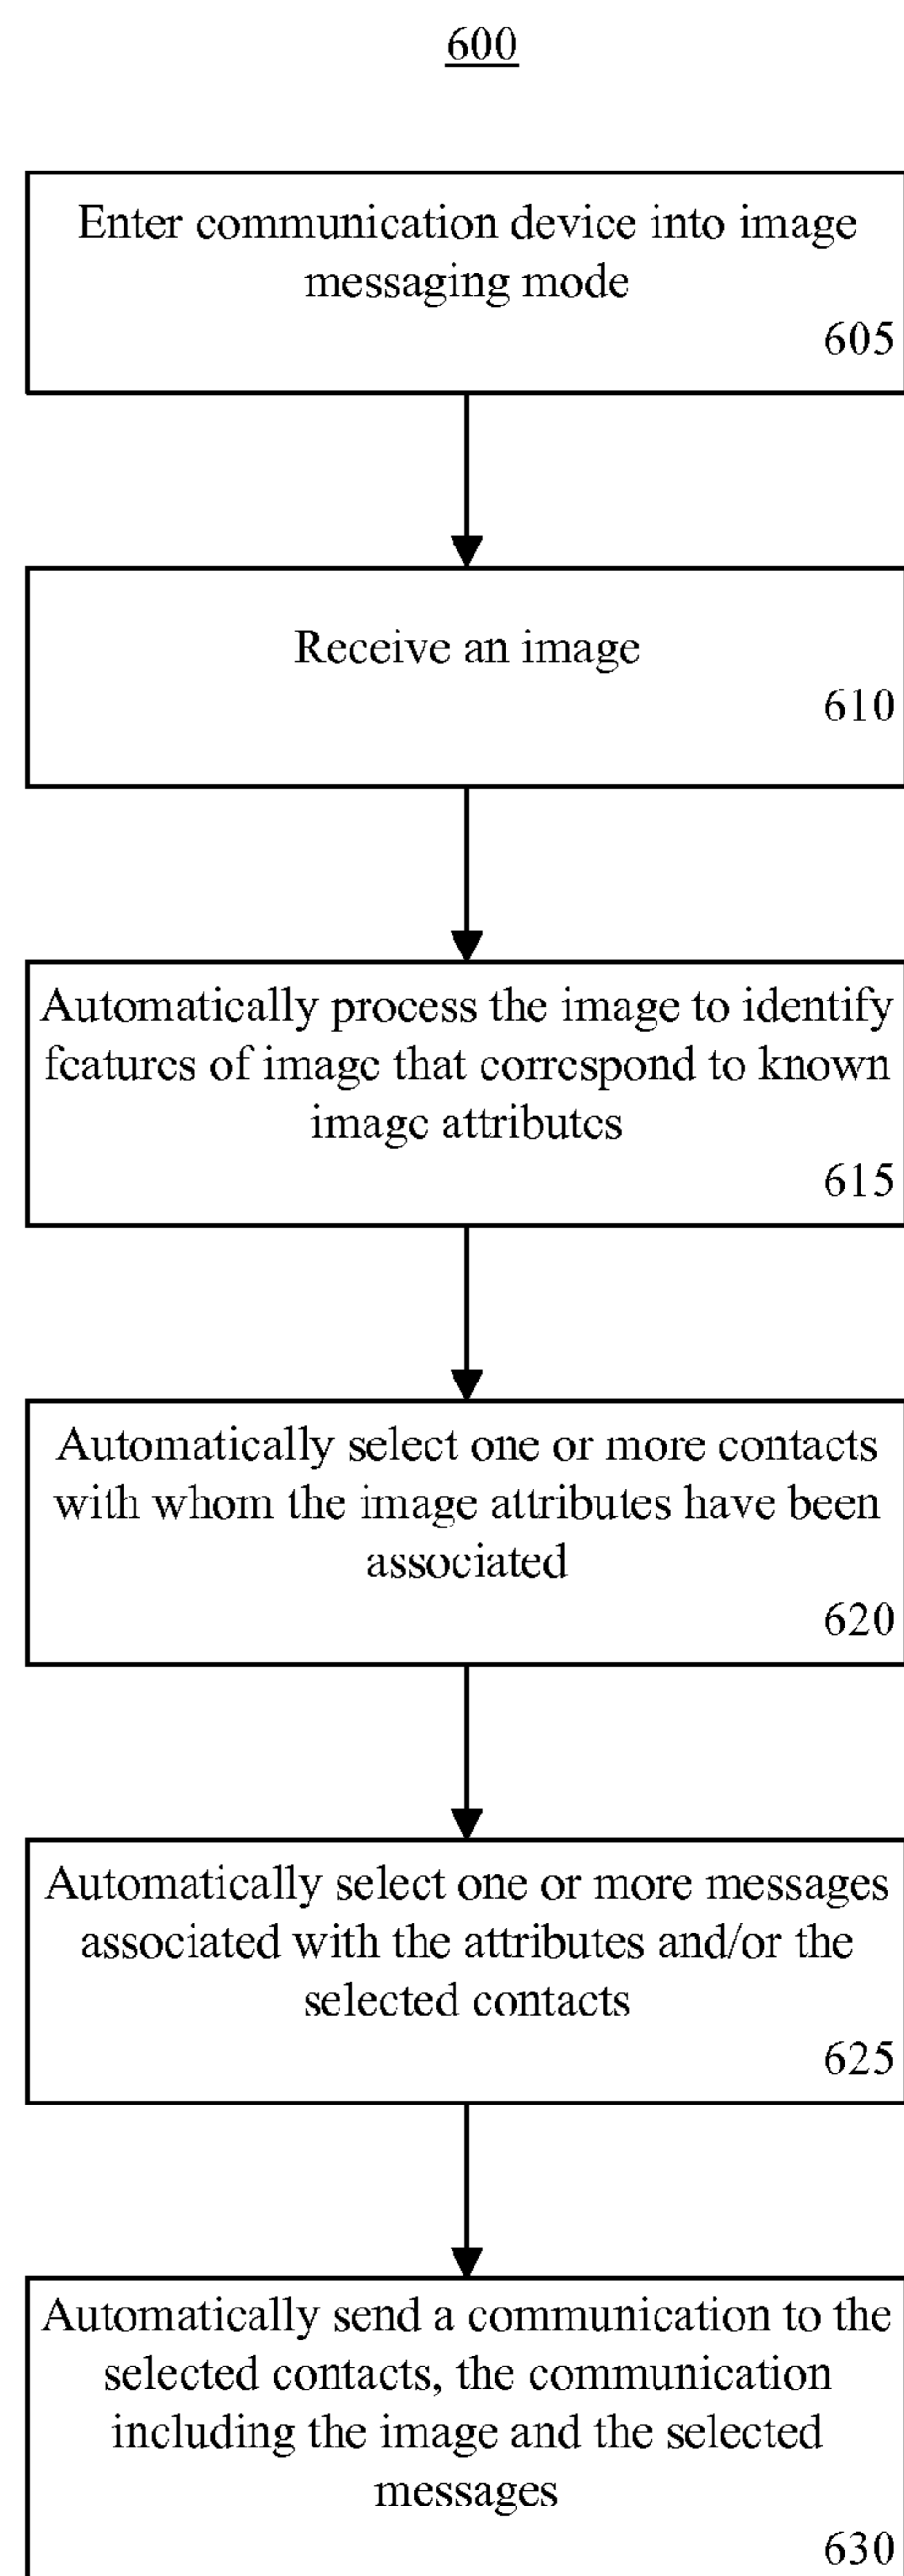 600
Enter communication device into image
messaging mode
605
Receive an image
610
Automatically process the image to identify
features of image that correspond to known
image attributes
615
Automatically select one or more contacts
with whom the image attributes have been
associated
620
Automatically select one or more messages
associated with the attributes and/or the
selected contacts
625
Automatically send a communication to the
selected contacts, the communication
including the image and the selected
messages
630